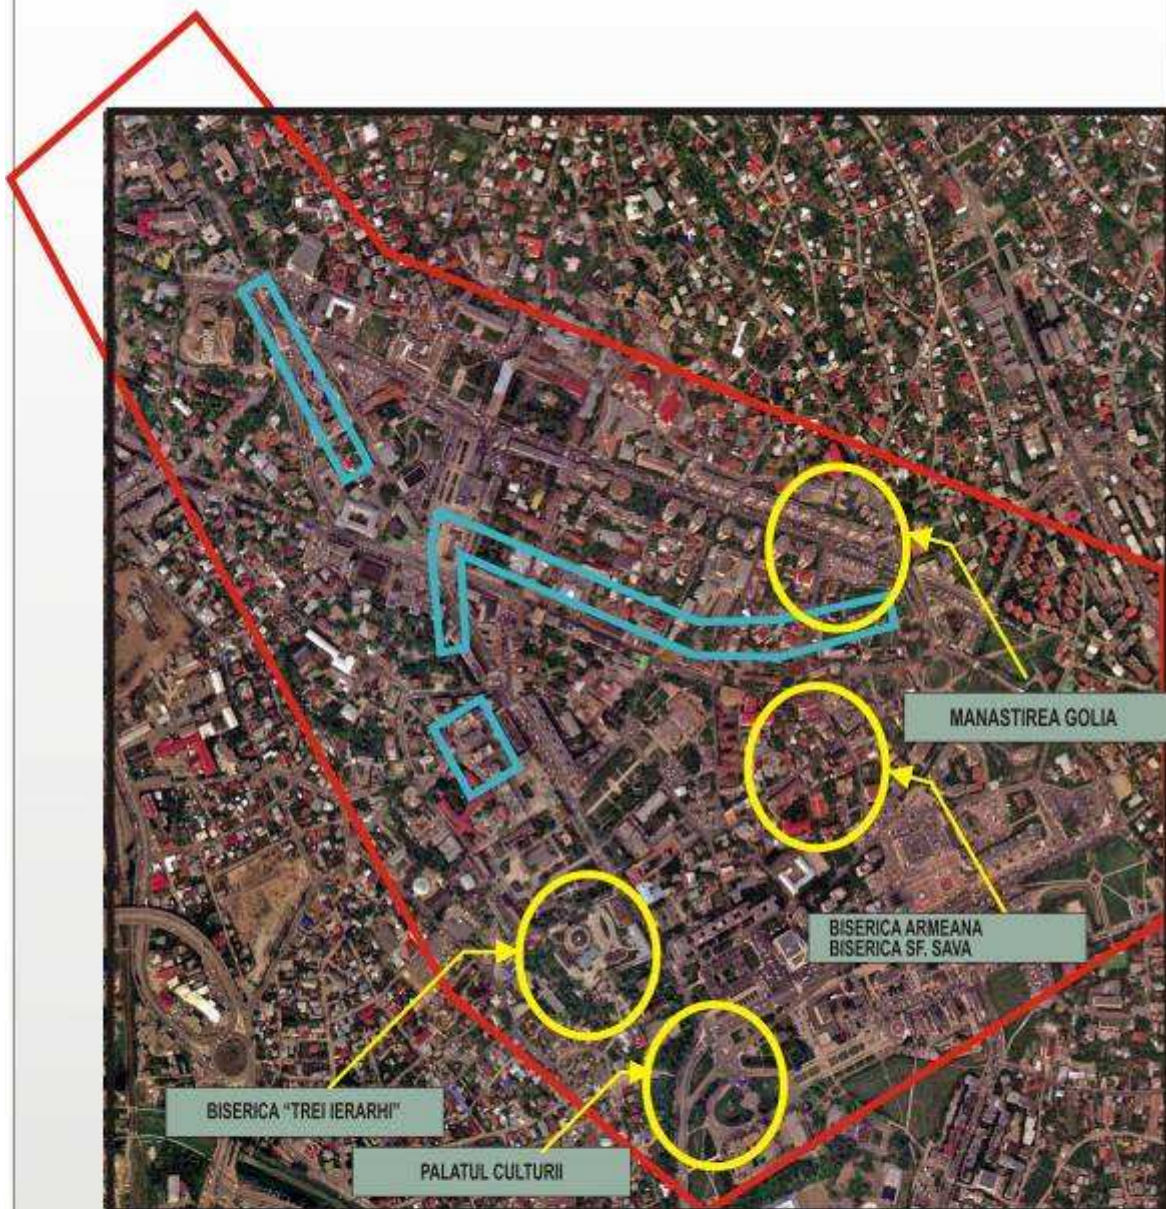 MANASTIREA GOLIA
BISERICA ARMEANA
BISERICA SF. SAVA
BISERICA "TREI IERARHI"
PALATUL CULTURII